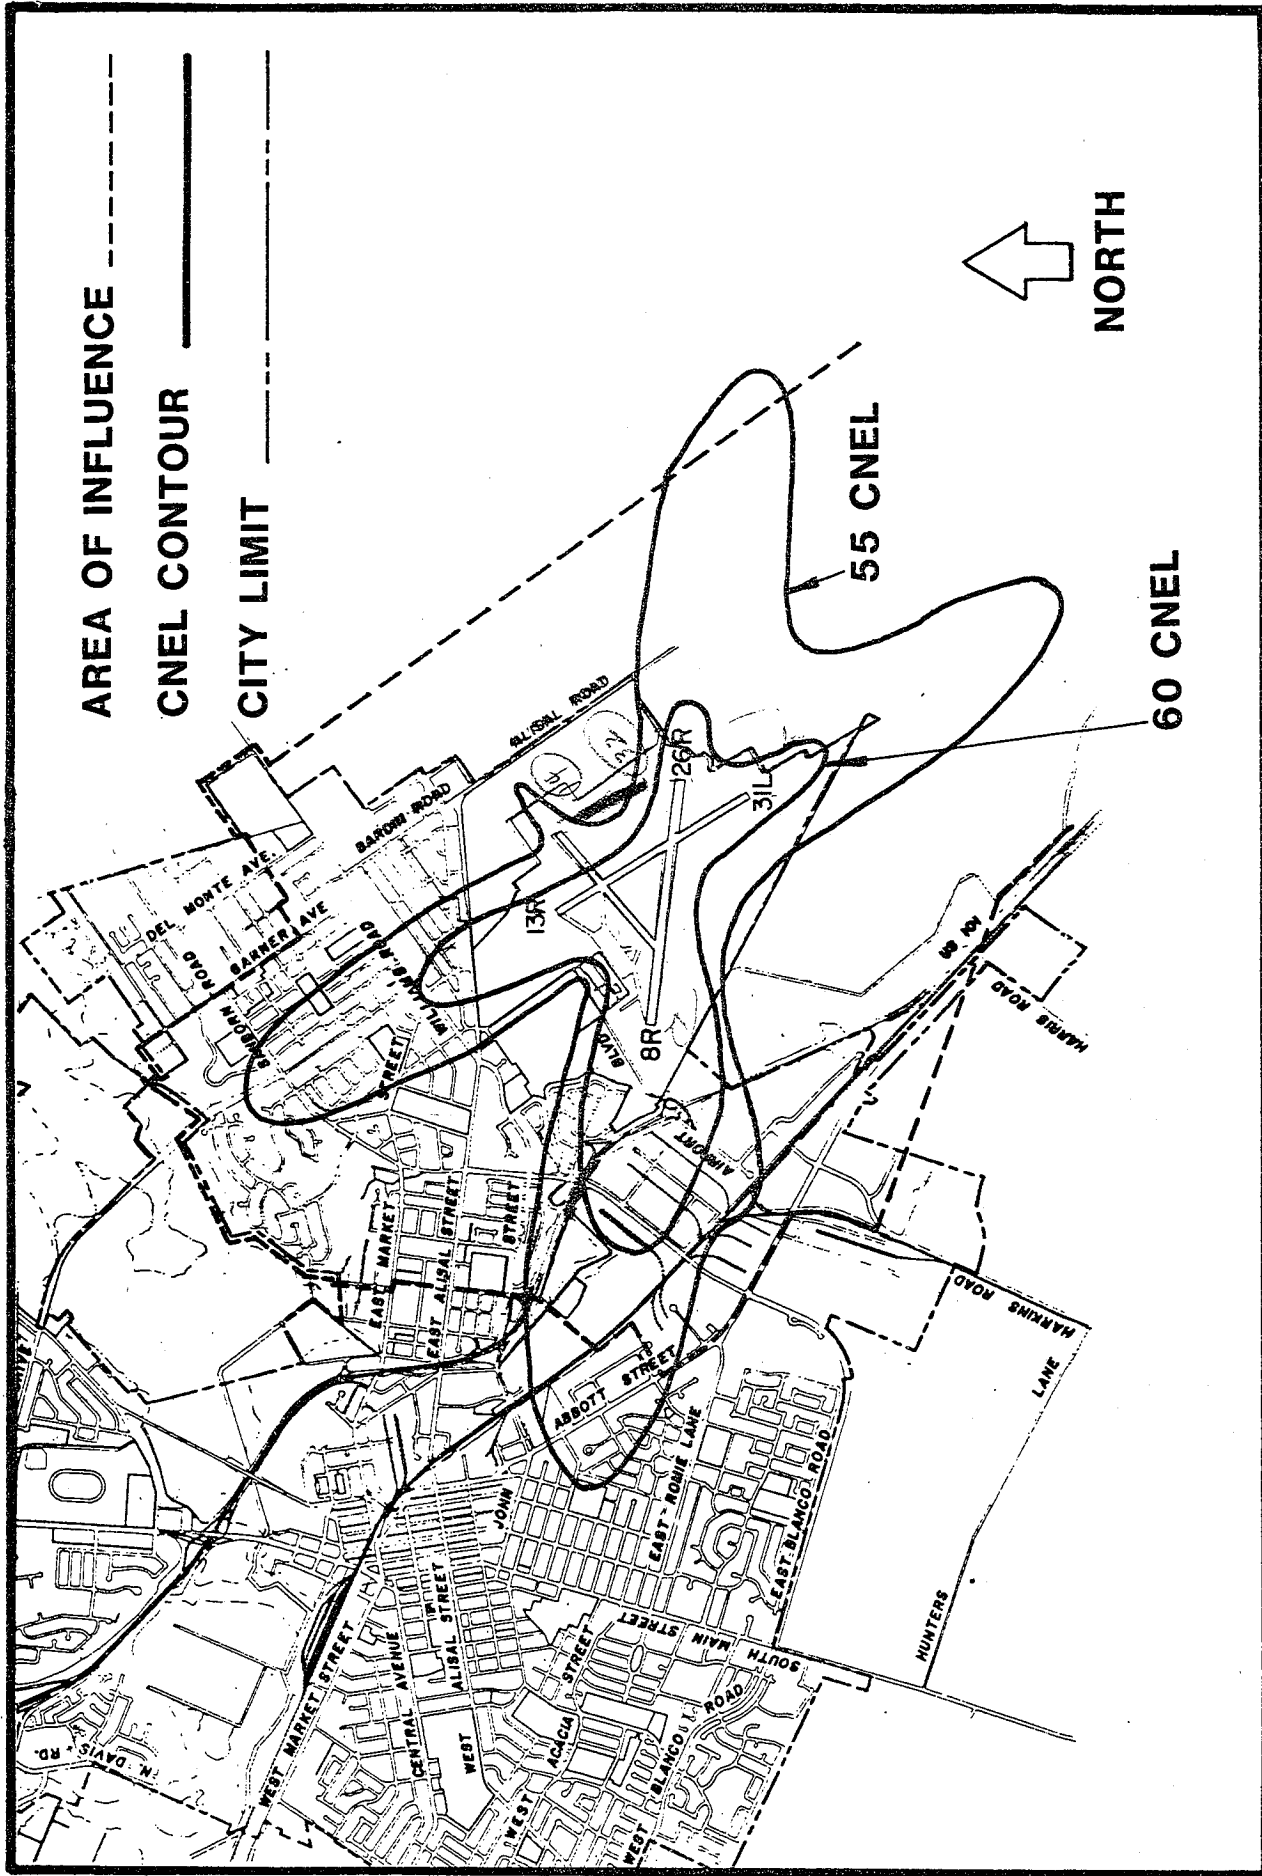 AREA OF INFLUENCE
CNEL CONTOUR
CITY LIMIT
NORTH
55 CNEL
60 CNEL
ALISAL ROAD
BARDIN ROAD
DEL MONTE AVE.
GARNER AVE
SANBORN ROAD
WILLIAMS ROAD
STREET
13R
26R
31L
8R
BLVD
AIRPORT
EAST MARKET
EAST ALISAL STREET
STREET
US 101
HARRIS ROAD
HARKINS ROAD
ABBOTT STREET
JOHN
EAST ROMIE LANE
EAST BLANCO ROAD
HUNTERS LANE
SOUTH MAIN STREET
N. DAVIS RD.
WEST MARKET STREET
CENTRAL AVENUE
WEST ALISAL STREET
WEST ACACIA STREET
WEST BLANCO ROAD